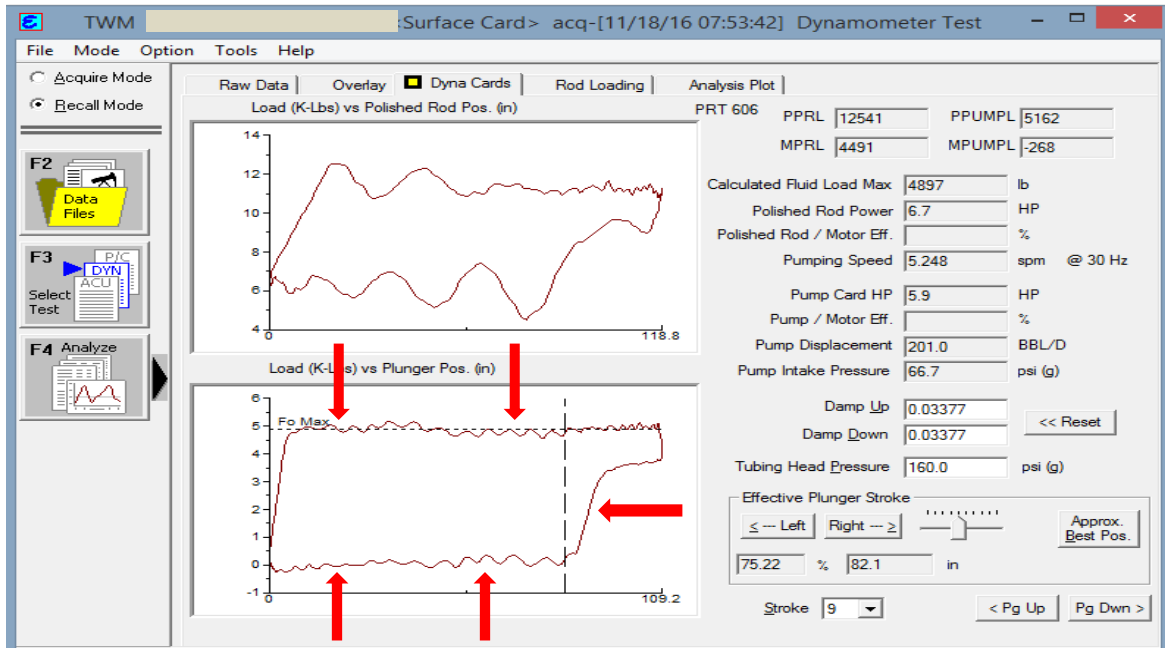 TWM :Surface Card> acq-[11/18/16 07:53:42] Dynamometer Test
File Mode Option Tools Help
Acquire Mode
Recall Mode
F2
Data
Files
F3
P/C
DYN
ACU
Select
Test
F4 Analyze
Raw Data Overlay Dyna Cards Rod Loading Analysis Plot
Load (K-Lbs) vs Polished Rod Pos. (in)
14
12
10
8
6
4
0 118.8
Load (K-Lbs) vs Plunger Pos. (in)
6
5
4
3
2
1
0
-1
Fo Max
0 109.2
PRT 606
PPRL 12541 PPUMPL 5162
MPRL 4491 MPUMPL -268
Calculated Fluid Load Max 4897 lb
Polished Rod Power 6.7 HP
Polished Rod / Motor Eff. %
Pumping Speed 5.248 spm @ 30 Hz
Pump Card HP 5.9 HP
Pump / Motor Eff. %
Pump Displacement 201.0 BBL/D
Pump Intake Pressure 66.7 psi (g)
Damp Up 0.03377
Damp Down 0.03377
<< Reset
Tubing Head Pressure 160.0 psi (g)
Effective Plunger Stroke
< --- Left Right --- >
Approx.
Best Pos.
75.22 % 82.1 in
Stroke 9 < Pg Up Pg Dwn >